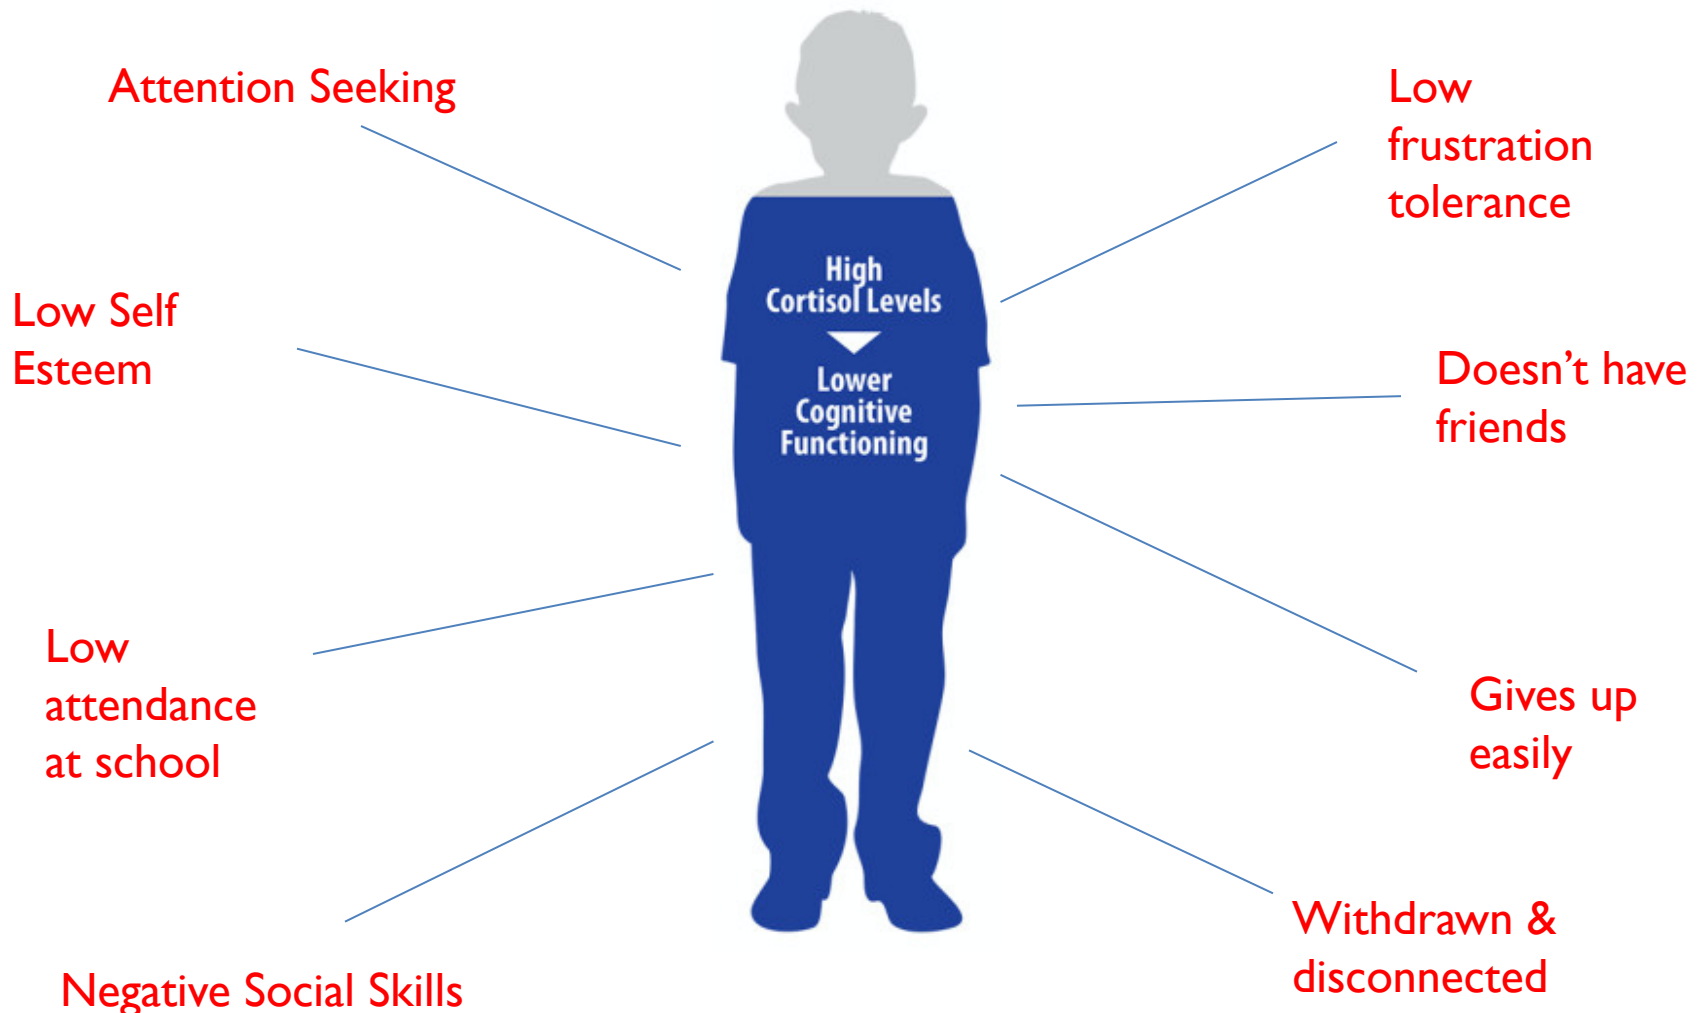 Attention Seeking
Low Self
Esteem
Low
attendance
at school
Negative Social Skills
High
Cortisol Levels
Lower
Cognitive
Functioning
Low
frustration
tolerance
Doesn't have
friends
Gives up
easily
Withdrawn &
disconnected